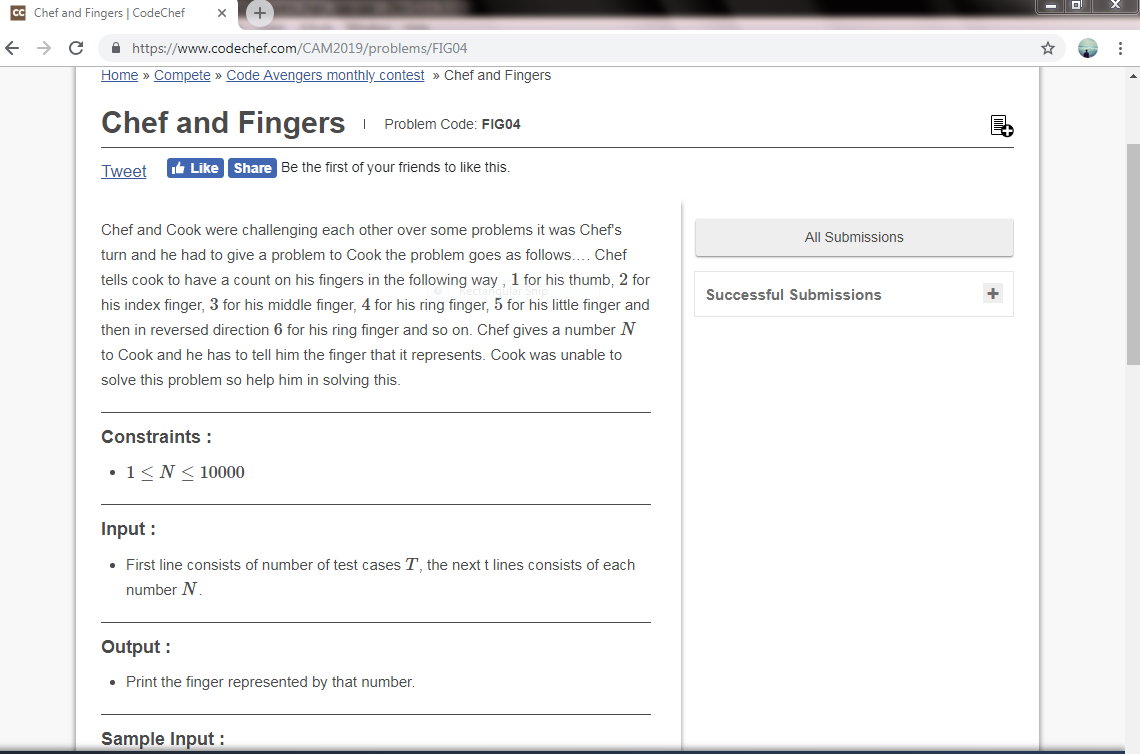 CC Chef and Fingers | CodeChef
https://www.codechef.com/CAM2019/problems/FIG04
Home » Compete » Code Avengers monthly contest » Chef and Fingers
Chef and Fingers | Problem Code: FIG04
Tweet Like Share Be the first of your friends to like this.
Chef and Cook were challenging each other over some problems it was Chef's
turn and he had to give a problem to Cook the problem goes as follows.... Chef
tells cook to have a count on his fingers in the following way , 1 for his thumb, 2 for
his index finger, 3 for his middle finger, 4 for his ring finger, 5 for his little finger and
then in reversed direction 6 for his ring finger and so on. Chef gives a number N
to Cook and he has to tell him the finger that it represents. Cook was unable to
solve this problem so help him in solving this.
Constraints :
• 1 ≤ N ≤ 10000
Input :
• First line consists of number of test cases T, the next t lines consists of each
number N.
Output :
• Print the finger represented by that number.
Sample Input :
All Submissions
Successful Submissions +
Rectangular Snip